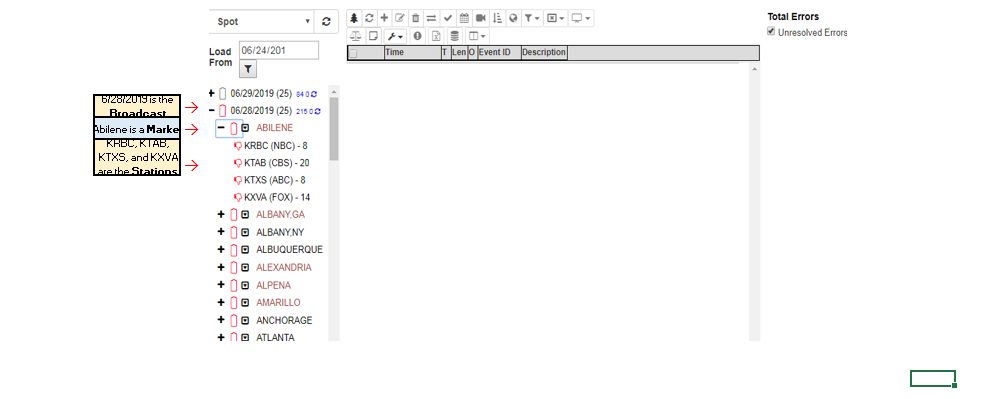 Spot
Load From
06/24/201
Time T Len O Event ID Description
Total Errors
Unresolved Errors
6/28/2019 is the
Broadcast
Abilene is a Marke
KRBC, KTAB,
KTXS, and KXVA
are the Stations
06/29/2019 (25) 84 0
06/28/2019 (25) 216 0
ABILENE
KRBC (NBC) - 8
KTAB (CBS) - 20
KTXS (ABC) - 8
KXVA (FOX) - 14
ALBANY,GA
ALBANY,NY
ALBUQUERQUE
ALEXANDRIA
ALPENA
AMARILLO
ANCHORAGE
ATLANTA